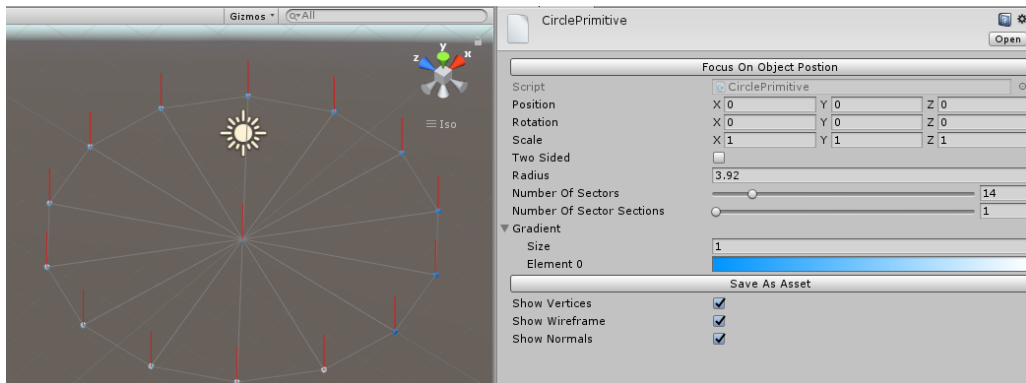 Gizmos All
y
z x
Iso
CirclePrimitive
Open
Focus On Object Postion
Script CirclePrimitive
Position X 0 Y 0 Z 0
Rotation X 0 Y 0 Z 0
Scale X 1 Y 1 Z 1
Two Sided
Radius 3.92
Number Of Sectors 14
Number Of Sector Sections 1
Gradient
Size 1
Element 0
Save As Asset
Show Vertices
Show Wireframe
Show Normals